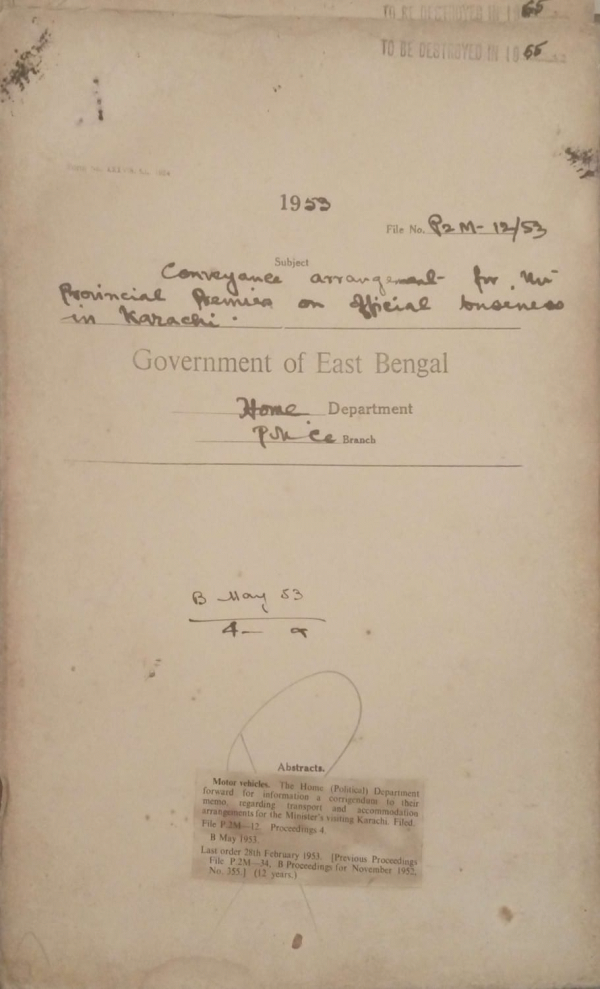 TO BE DESTROYED IN 1966
TO BE DESTROYED IN 1966
1953
File No. P2M-12/53
Subject
Conveyance arrangement for the
Provincial Premier on official business
in Karachi.
Government of East Bengal
Home Department
Police Branch
B May 53
4—
Abstracts.
Motor vehicles. The Home (Political) Department
forward for information a corrigendum to their
memo, regarding transport and accommodation
arrangements for the Minister's visiting Karachi. Filed.
File P.2M—12, Proceedings 4.
B May 1953.
Last order 28th February 1953. [Previous Proceedings
File P.2M—34, B Proceedings for November 1952,
No. 355.] (12 years.)